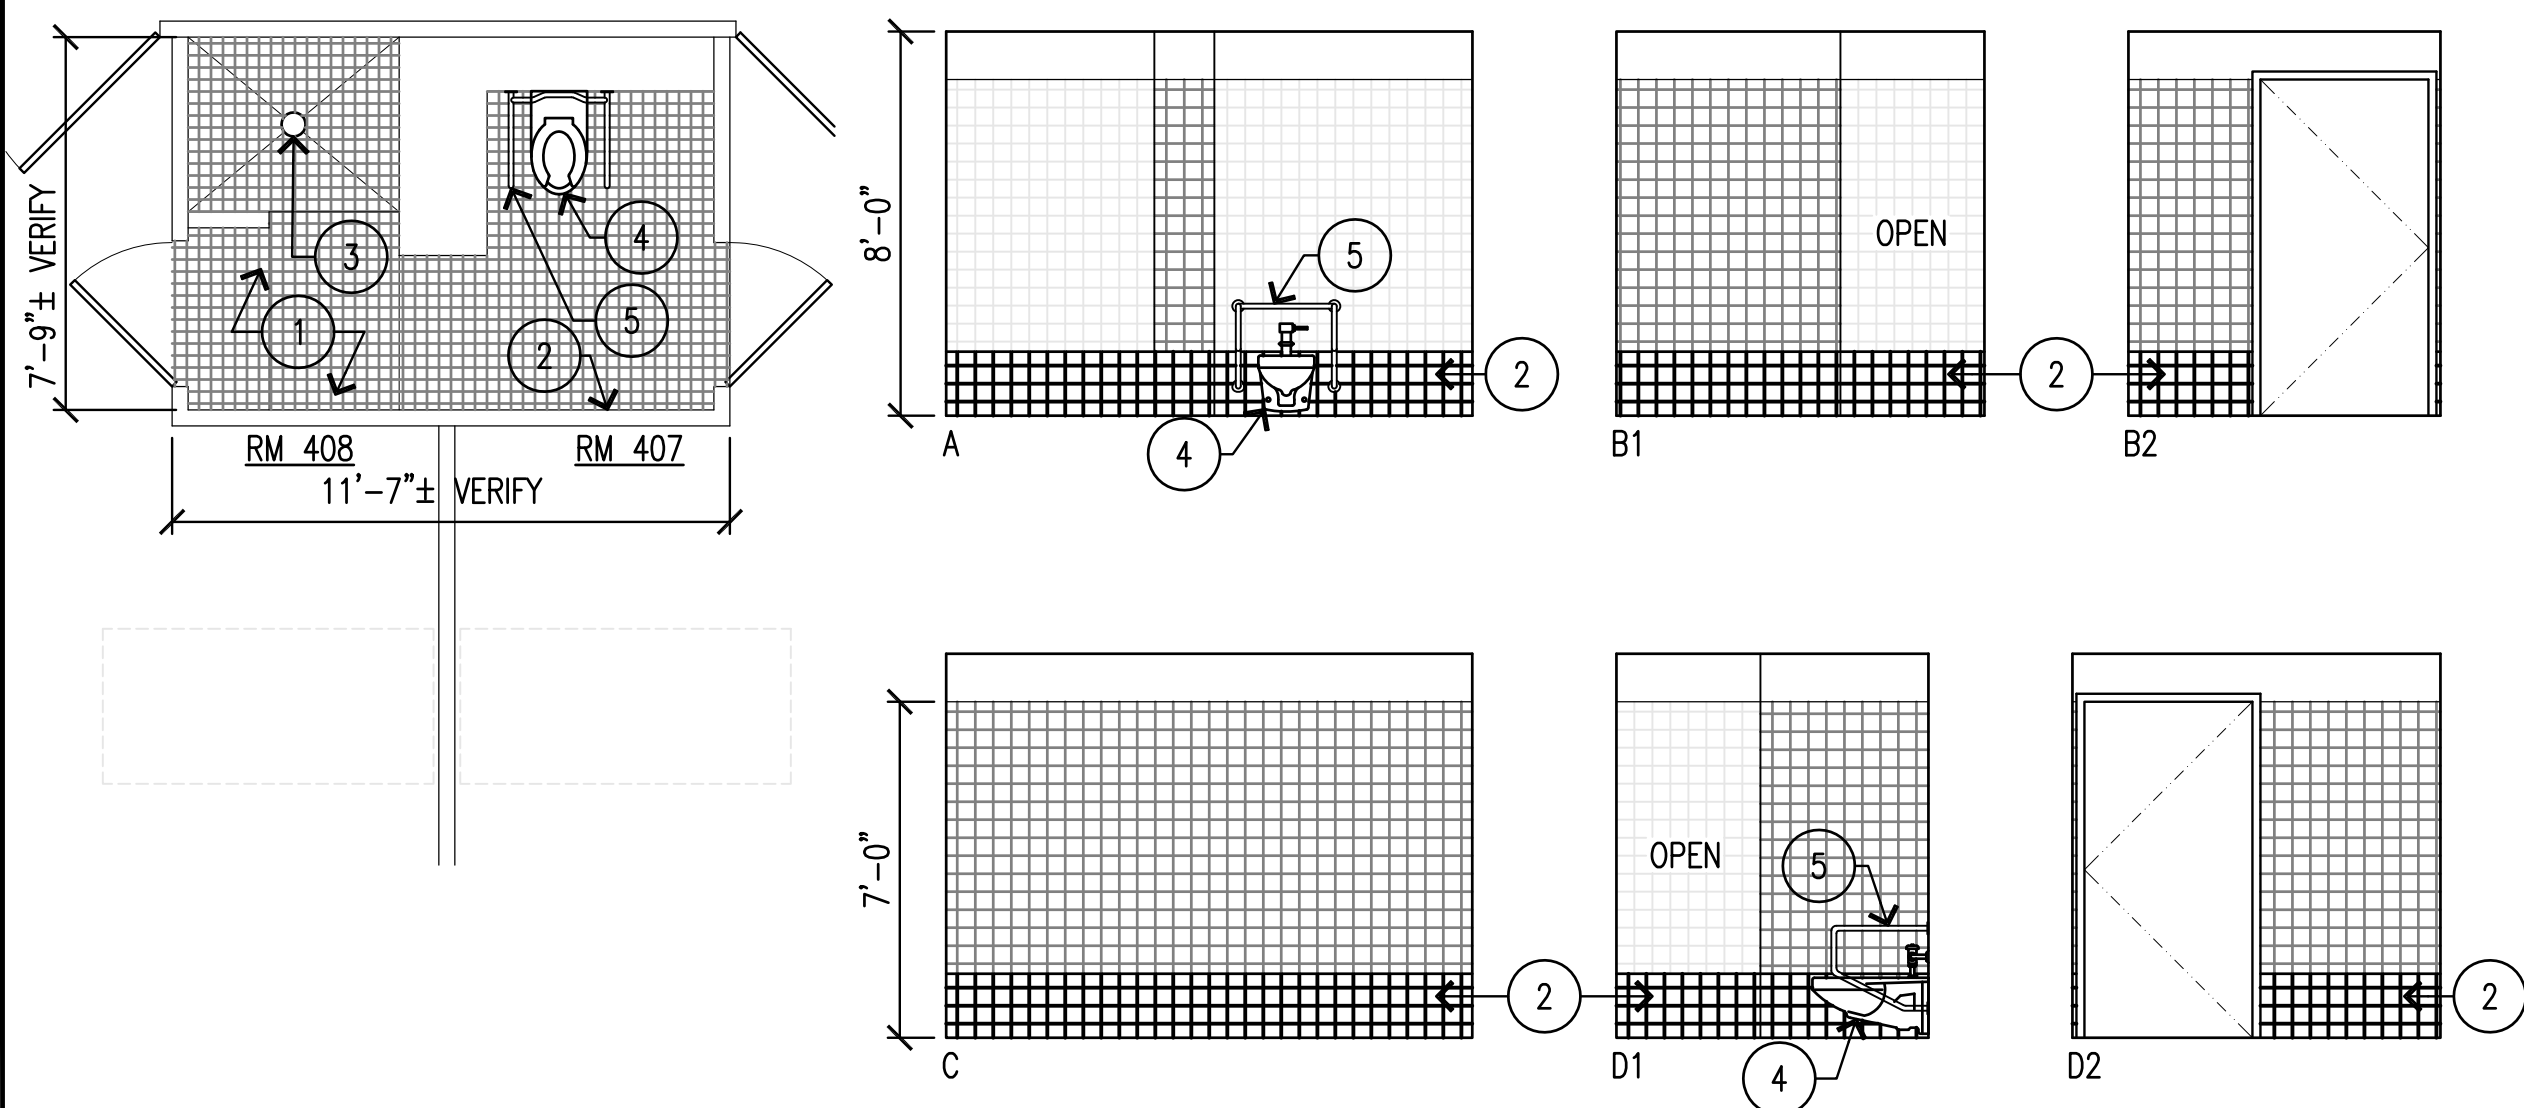 7'-9"± VERIFY
3
4
1
5
2
RM 408
RM 407
11'-7"± VERIFY
8'-0"
5
2
4
A
OPEN
2
B1
B2
7'-0"
C
OPEN
5
2
4
D1
2
D2